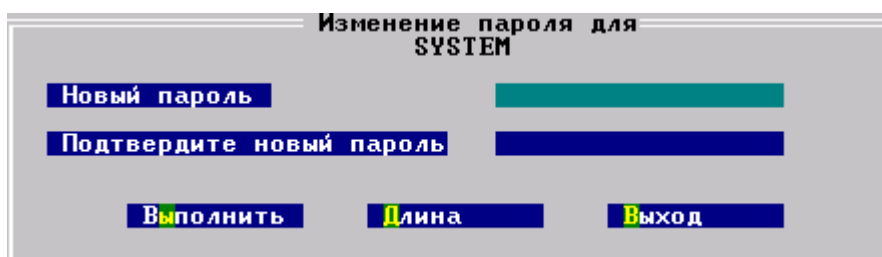 Изменение пароля для
SYSTEM
Новый пароль
Подтвердите новый пароль
Выполнить Длина Выход